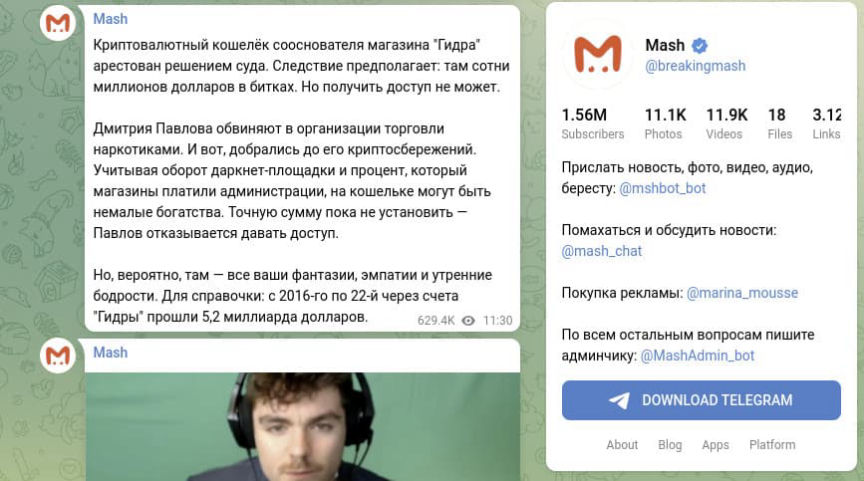 Mash
Криптовалютный кошелёк сооснователя магазина "Гидра"
арестован решением суда. Следствие предполагает: там сотни
миллионов долларов в битках. Но получить доступ не может.
Дмитрия Павлова обвиняют в организации торговли
наркотиками. И вот, добрались до его криптосбережений.
Учитывая оборот даркнет-площадки и процент, который
магазины платили администрации, на кошельке могут быть
немалые богатства. Точную сумму пока не установить —
Павлов отказывается давать доступ.
Но, вероятно, там — все ваши фантазии, эмпатии и утренние
бодрости. Для справочки: с 2016-го по 22-й через счета
"Гидры" прошли 5,2 миллиарда долларов.
629.4K 11:30
Mash
Mash
@breakingmash
1.56M 11.1K 11.9K 18 3.12
Subscribers Photos Videos Files Links
Прислать новость, фото, видео, аудио,
бересту: @mshbot_bot
Помахаться и обсудить новости:
@mash_chat
Покупка рекламы: @marina_mousse
По всем остальным вопросам пишите
админчику: @MashAdmin_bot
DOWNLOAD TELEGRAM
About Blog Apps Platform